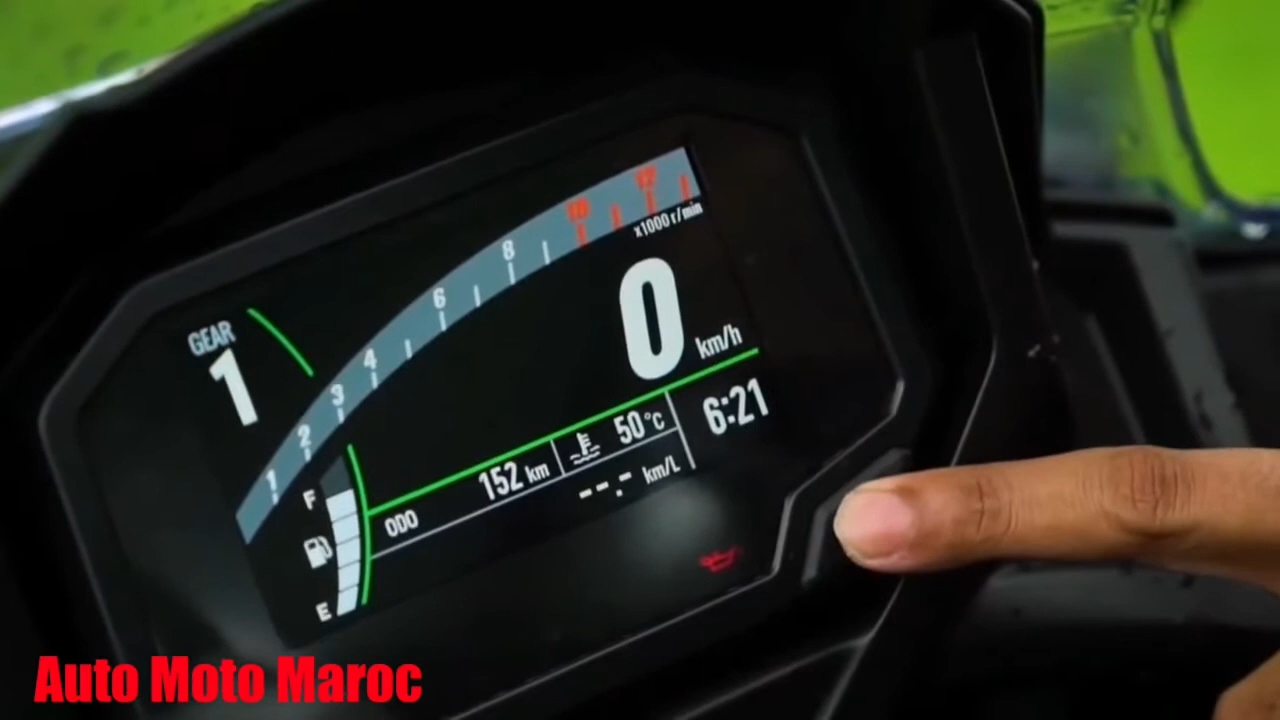 10 12
x1000 r/min
8
6
4
3
2
1
GEAR
1
0 km/h
6:21
50°C
152 km
--.- km/L
ODO
F
E
Auto Moto Maroc